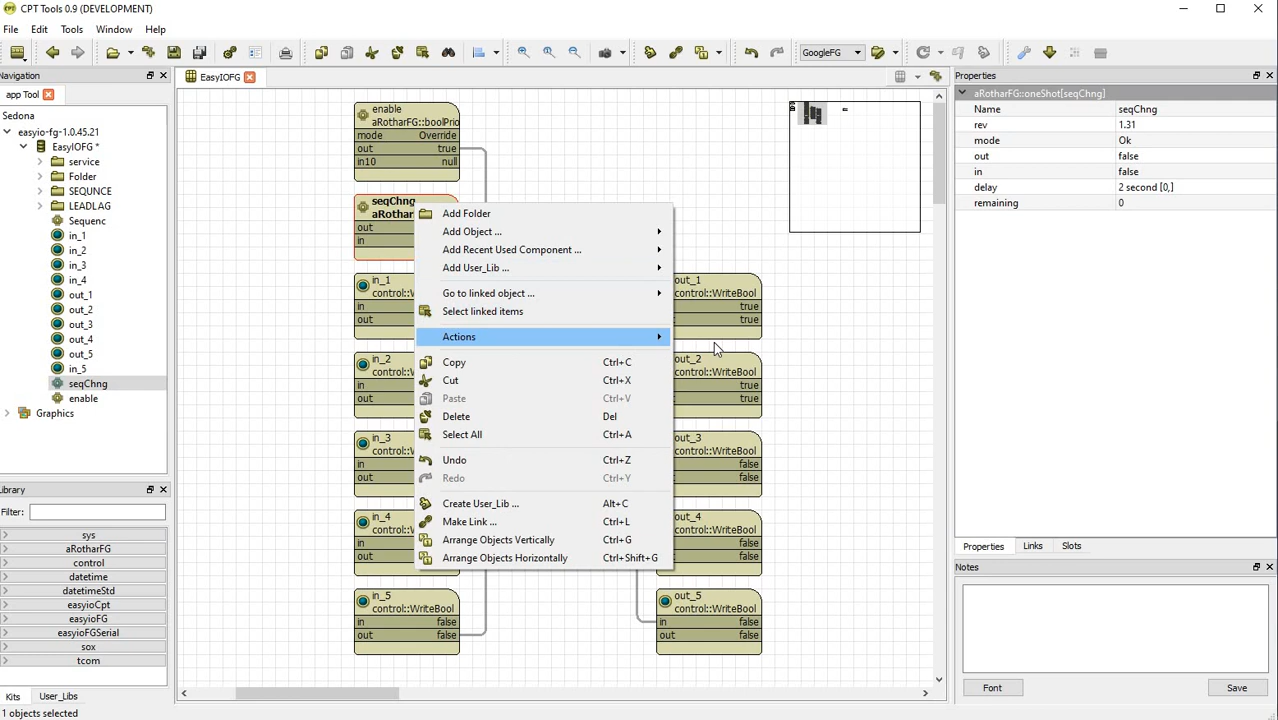 CPT Tools 0.9 (DEVELOPMENT)
File Edit Tools Window Help
GoogleFG
Navigation
app Tool
Sedona
easyio-fg-1.0.45.21
EasyIOFG *
service
Folder
SEQUNCE
LEADLAG
Sequenc
in_1
in_2
in_3
in_4
out_1
out_2
out_3
out_4
out_5
in_5
seqChng
enable
Graphics
Library
Filter:
sys
aRotharFG
control
datetime
datetimeStd
easyioCpt
easyioFG
easyioFGSerial
sox
tcom
Kits User_Libs
1 objects selected
EasyIOFG
enable
aRotharFG::boolPrio
mode Override
out true
in10 null
seqChng
aRothar
out
in
in_1
control::
in
out
in_2
control::
in
out
in_3
control::
in
out
in_4
control::
in
out
in_5
control::WriteBool
in false
out false
Add Folder
Add Object ...
Add Recent Used Component ...
Add User_Lib ...
Go to linked object ...
Select linked items
Actions
Copy Ctrl+C
Cut Ctrl+X
Paste Ctrl+V
Delete Del
Select All Ctrl+A
Undo Ctrl+Z
Redo Ctrl+Y
Create User_Lib ... Alt+C
Make Link ... Ctrl+L
Arrange Objects Vertically Ctrl+G
Arrange Objects Horizontally Ctrl+Shift+G
out_1
control::WriteBool
true
true
out_2
control::WriteBool
true
true
out_3
control::WriteBool
false
false
out_4
control::WriteBool
false
false
out_5
control::WriteBool
in false
out false
Properties
aRotharFG::oneShot[seqChng]
Name seqChng
rev 1.31
mode Ok
out false
in false
delay 2 second [0,]
remaining 0
Properties Links Slots
Notes
Font Save